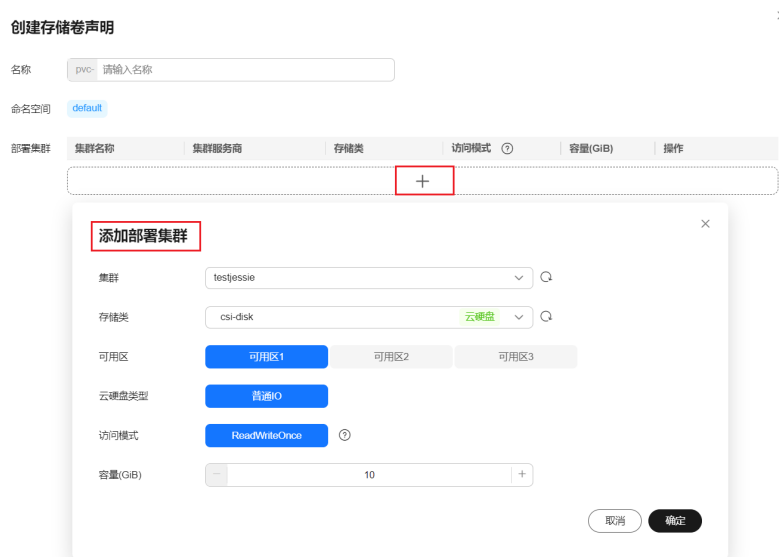 创建存储卷声明
名称 pvc- 请输入名称
命名空间 default
部署集群 集群名称 集群服务商 存储类 访问模式 ? 容量(GiB) 操作
+
添加部署集群 ×
集群 testjessie
存储类 csi-disk 云硬盘
可用区 可用区1 可用区2 可用区3
云硬盘类型 普通IO
访问模式 ReadWriteOnce ?
容量(GiB) − 10 +
取消 确定